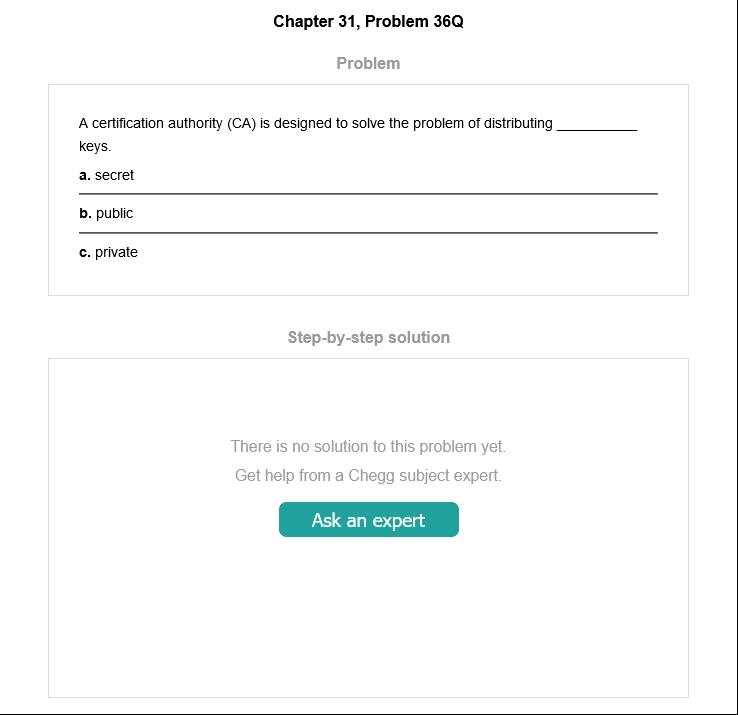 Chapter 31, Problem 36Q
Problem
A certification authority (CA) is designed to solve the problem of distributing __________
keys.
a. secret
b. public
c. private
Step-by-step solution
There is no solution to this problem yet.
Get help from a Chegg subject expert.
Ask an expert